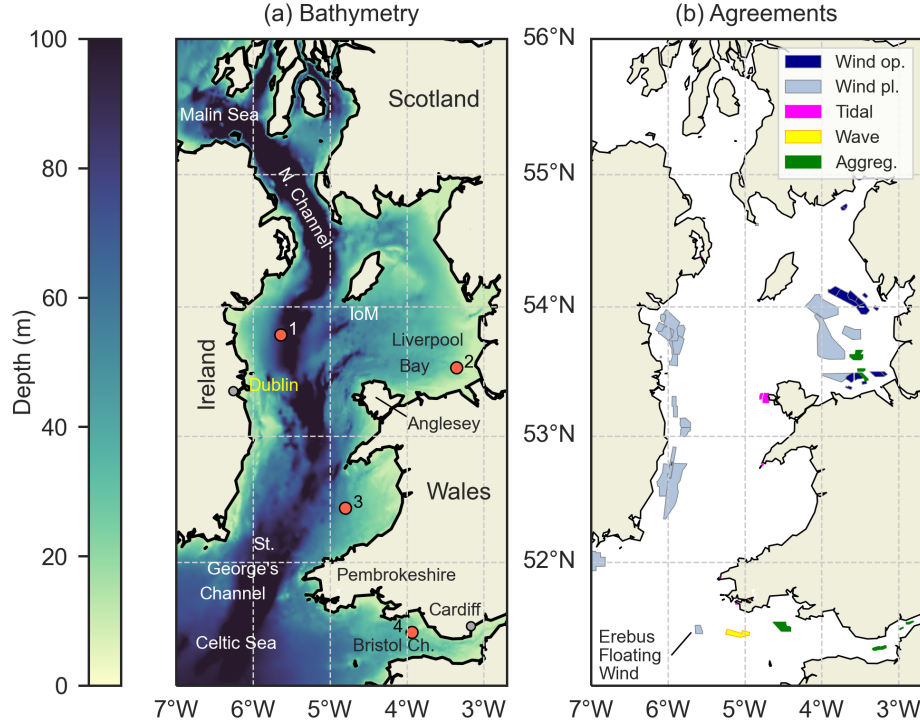 (a) Bathymetry
(b) Agreements
100
80
60
40
20
0
Depth (m)
Scotland
Malin Sea
N. Channel
IoM
1
Liverpool
Bay
2
Ireland
Dublin
Anglesey
Wales
3
St.
George's
Channel
Pembrokeshire
Cardiff
4
Bristol Ch.
Celtic Sea
7°W
6°W
5°W
4°W
3°W
56°N
55°N
54°N
53°N
52°N
Wind op.
Wind pl.
Tidal
Wave
Aggreg.
Erebus
Floating
Wind
7°W
6°W
5°W
4°W
3°W